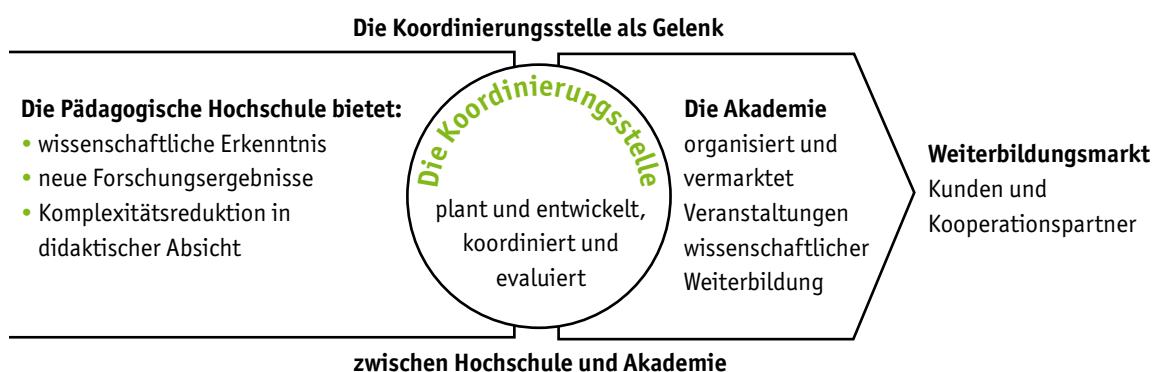 Die Koordinierungsstelle als Gelenk
Die Pädagogische Hochschule bietet:
• wissenschaftliche Erkenntnis
• neue Forschungsergebnisse
• Komplexitätsreduktion in
didaktischer Absicht
Die Koordinierungsstelle
plant und entwickelt,
koordiniert und
evaluiert
Die Akademie
organisiert und
vermarktet
Veranstaltungen
wissenschaftlicher
Weiterbildung
Weiterbildungsmarkt
Kunden und
Kooperationspartner
zwischen Hochschule und Akademie